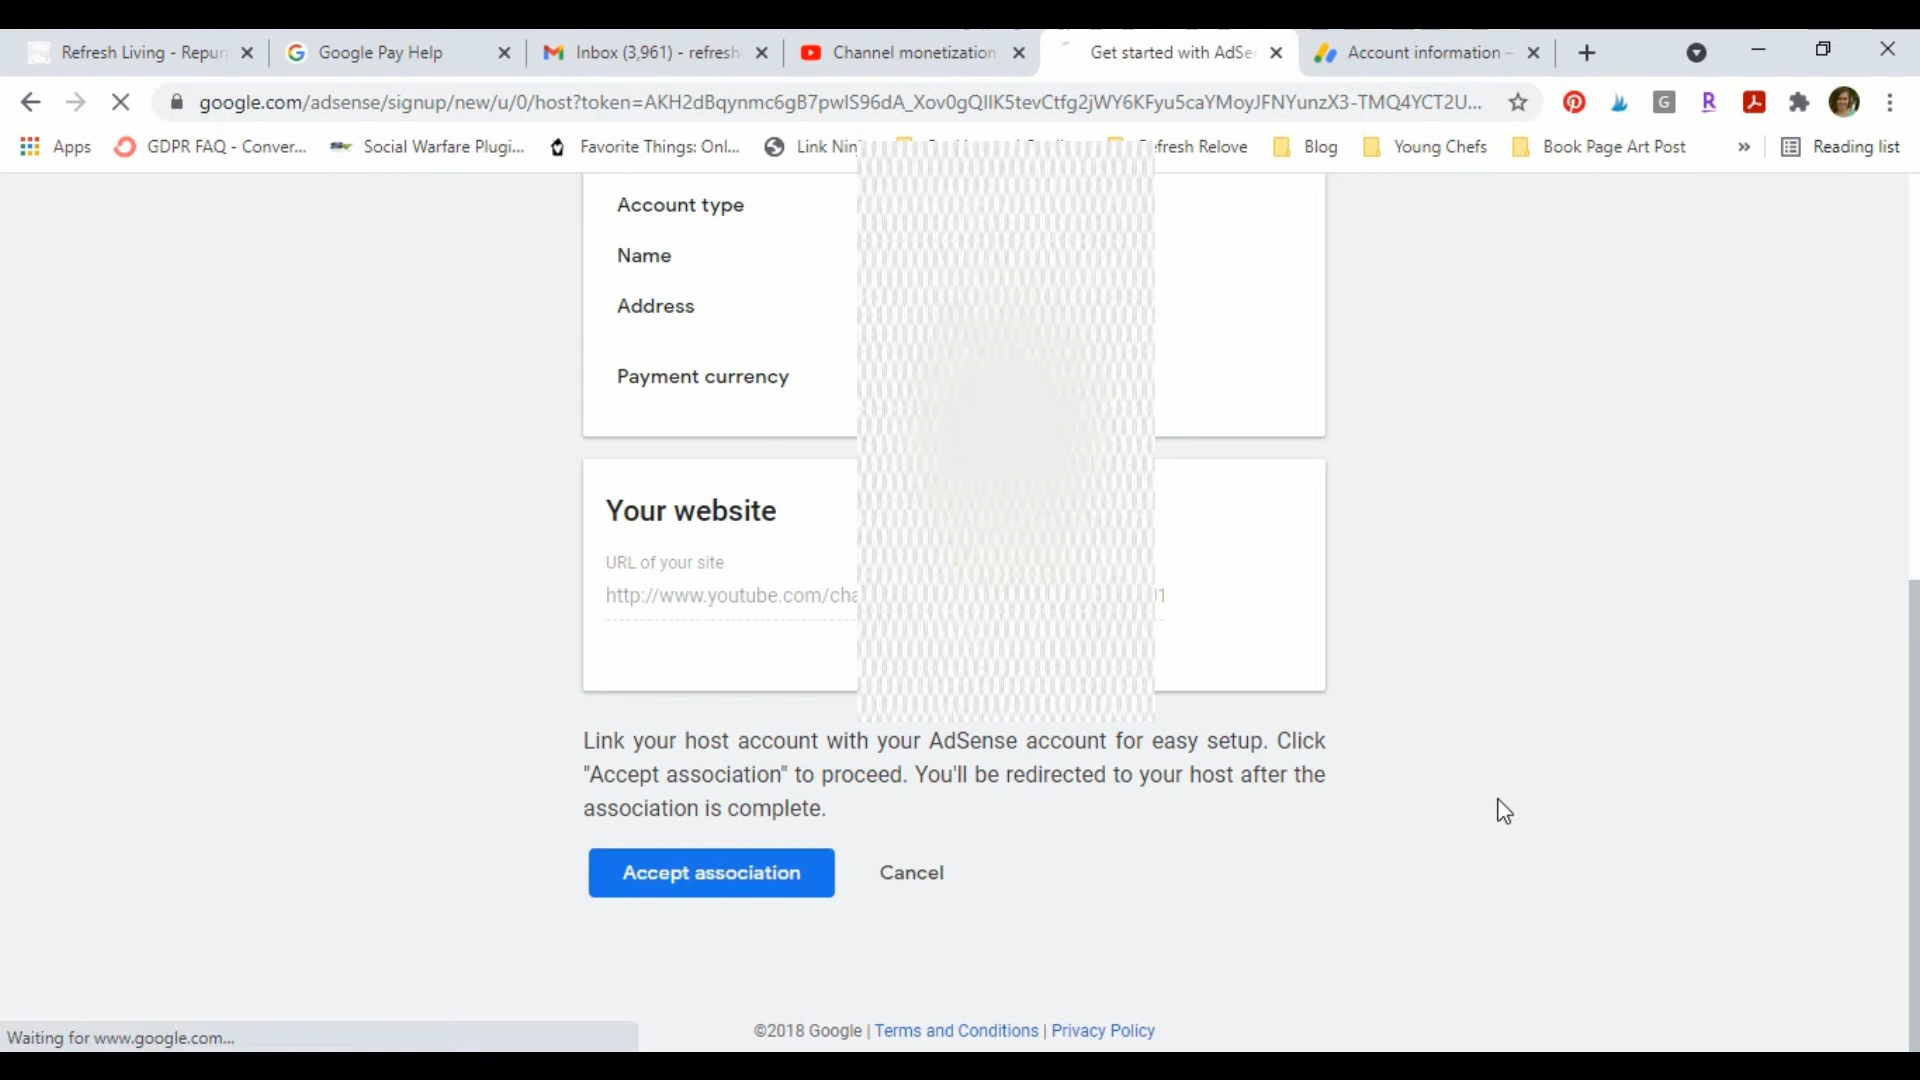 Refresh Living - Repur
Google Pay Help
Inbox (3,961) - refresh
Channel monetization
Get started with AdSe
Account information -
google.com/adsense/signup/new/u/0/host?token=AKH2dBqynmc6gB7pwlS96dA_Xov0gQIlK5tevCtfg2jWY6KFyu5caYMoyJFNYunzX3-TMQ4YCT2U...
Apps
GDPR FAQ - Conver...
Social Warfare Plugi...
Favorite Things: Onl...
Link Nin
efresh Relove
Blog
Young Chefs
Book Page Art Post
»
Reading list
Account type
Name
Address
Payment currency
Your website
URL of your site
http://www.youtube.com/cha
Link your host account with your AdSense account for easy setup. Click
"Accept association" to proceed. You'll be redirected to your host after the
association is complete.
Accept association
Cancel
©2018 Google | Terms and Conditions | Privacy Policy
Waiting for www.google.com...